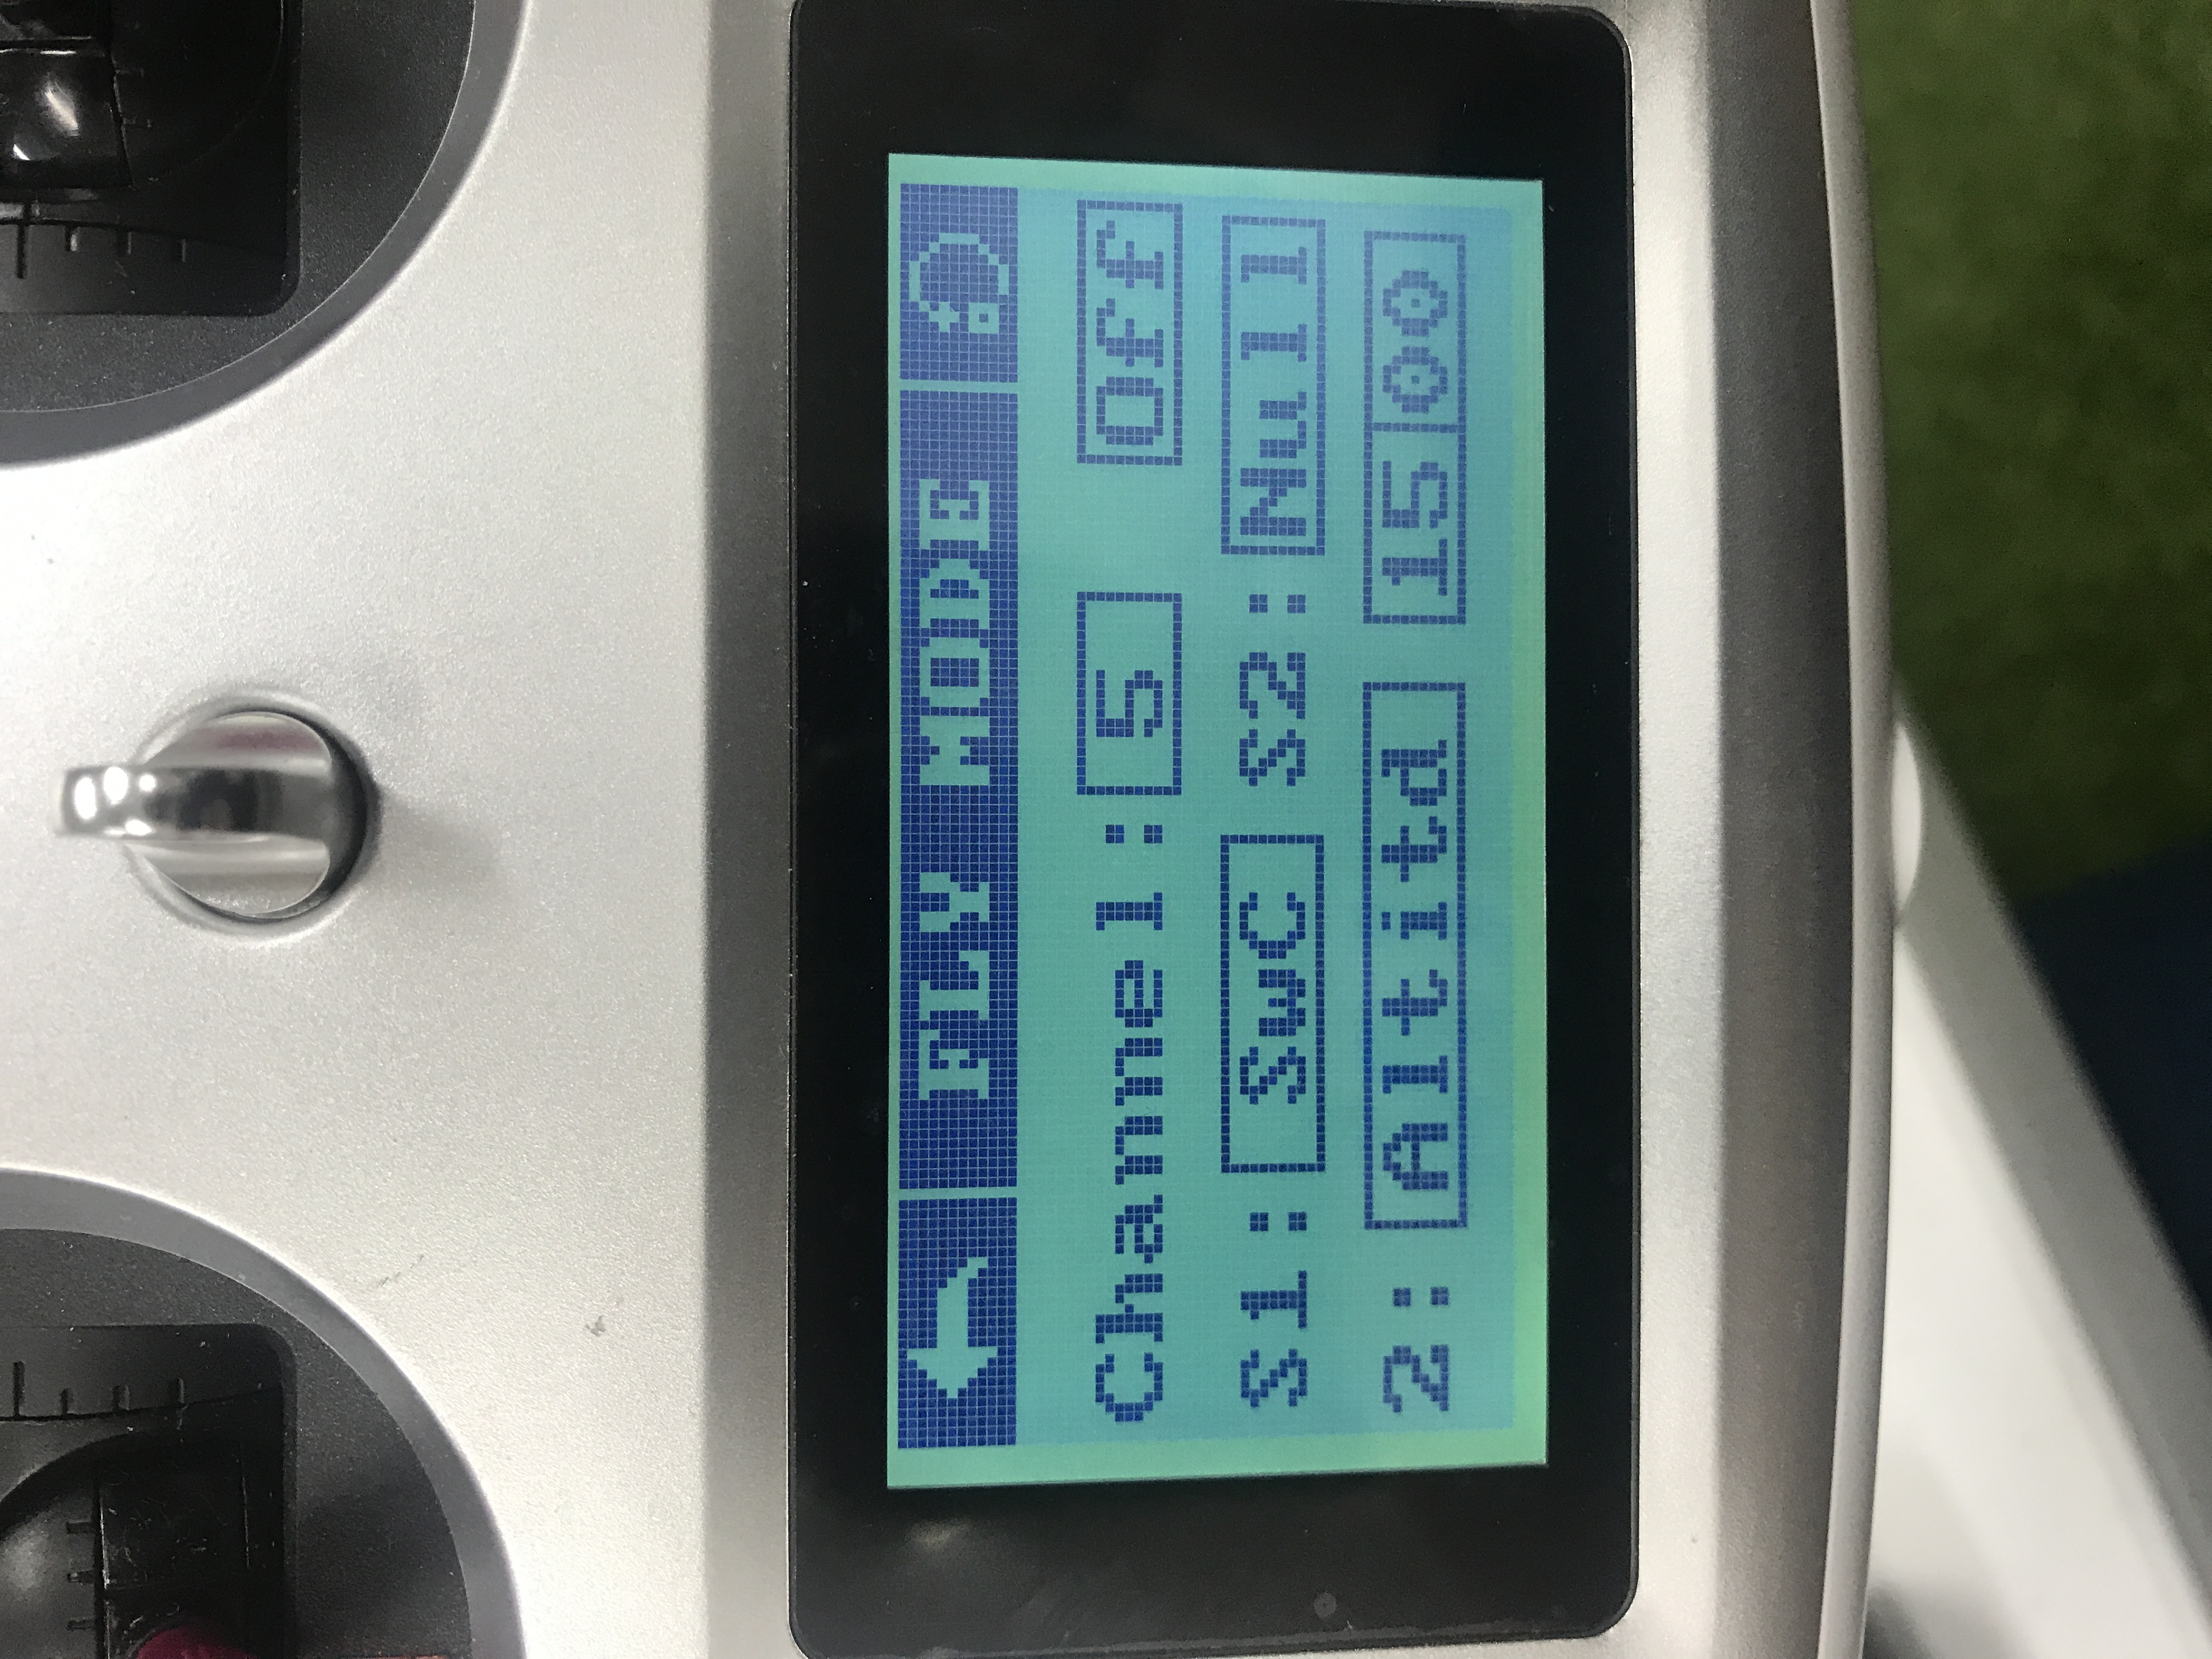 FLY MODE
Channel: 5 Off
S1: SwC S2: Null
2: Altitd 15 00